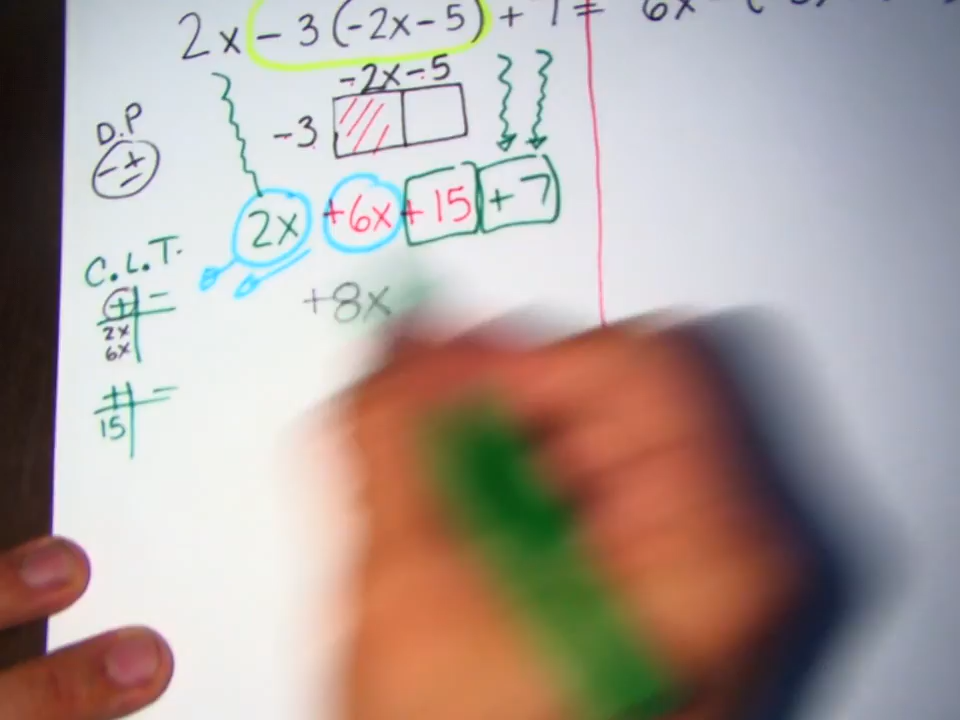 2x - 3 (-2x - 5) + 7 = 6x
-2x - 5
-3
D.P
- + =
2x +6x + 15 + 7
C.L.T.
+8x
+ -
2x
6x
+ -
15